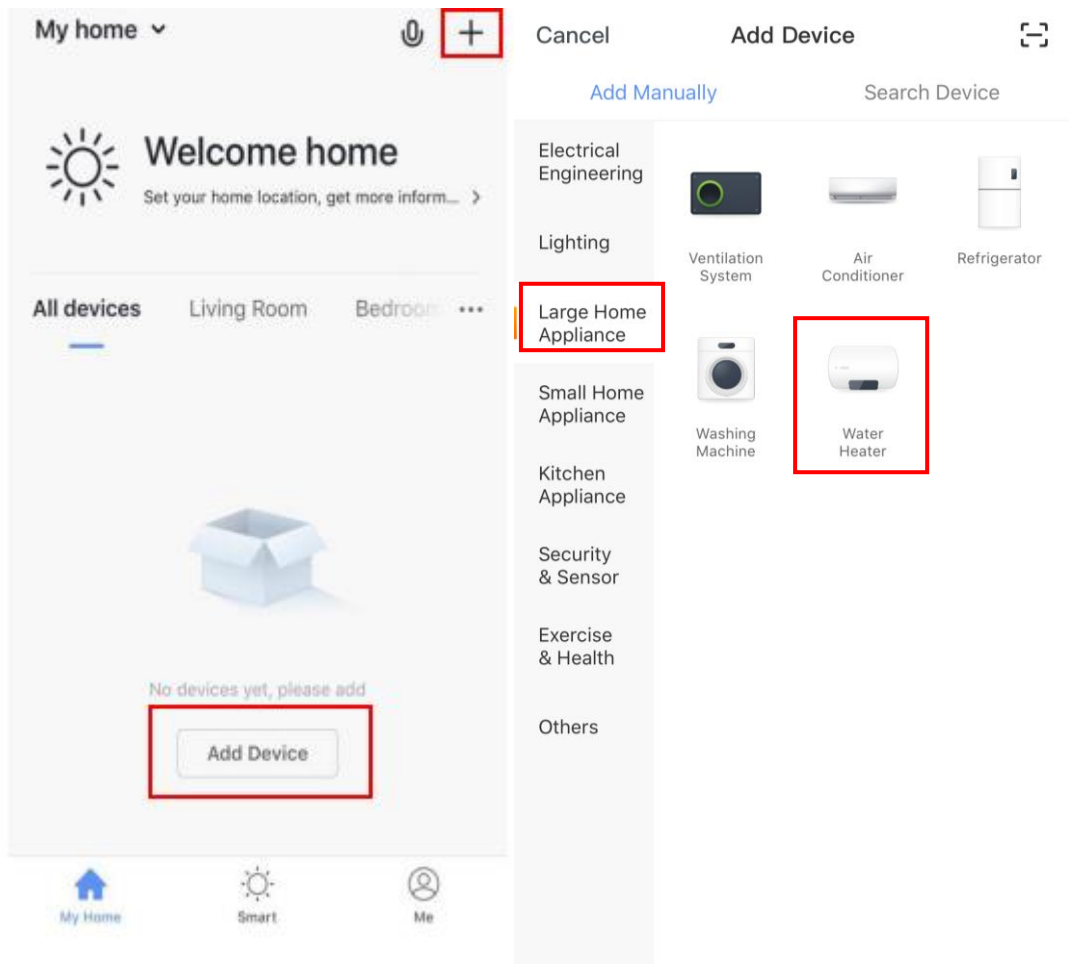 My home
Welcome home
Set your home location, get more inform...
All devices
Living Room
Bedroom
No devices yet, please add
Add Device
My Home
Smart
Me
Cancel
Add Device
Add Manually
Search Device
Electrical
Engineering
Lighting
Large Home
Appliance
Small Home
Appliance
Kitchen
Appliance
Security
& Sensor
Exercise
& Health
Others
Ventilation
System
Air
Conditioner
Refrigerator
Washing
Machine
Water
Heater